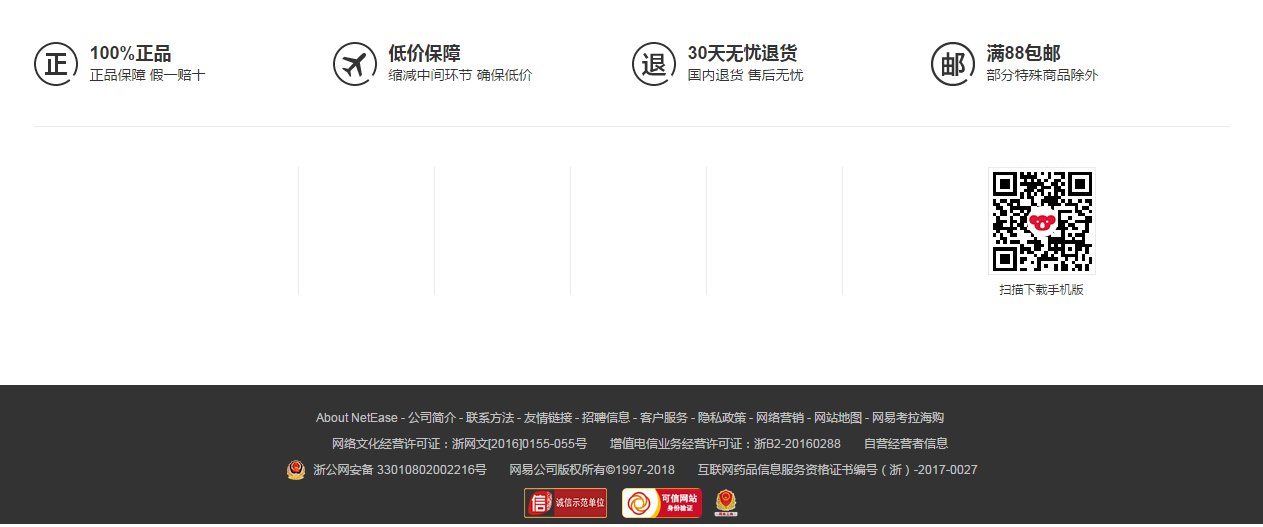 正 100%正品
正品保障 假一赔十
低价保障
缩减中间环节 确保低价
退 30天无忧退货
国内退货 售后无忧
邮 满88包邮
部分特殊商品除外
扫描下载手机版
About NetEase - 公司简介 - 联系方法 - 友情链接 - 招聘信息 - 客户服务 - 隐私政策 - 网络营销 - 网站地图 - 网易考拉海购
网络文化经营许可证：浙网文[2016]0155-055号 增值电信业务经营许可证：浙B2-20160288 自营经营者信息
浙公网安备 33010802002216号 网易公司版权所有©1997-2018 互联网药品信息服务资格证书编号（浙）-2017-0027
信 诚信示范单位 可信网站
身份验证